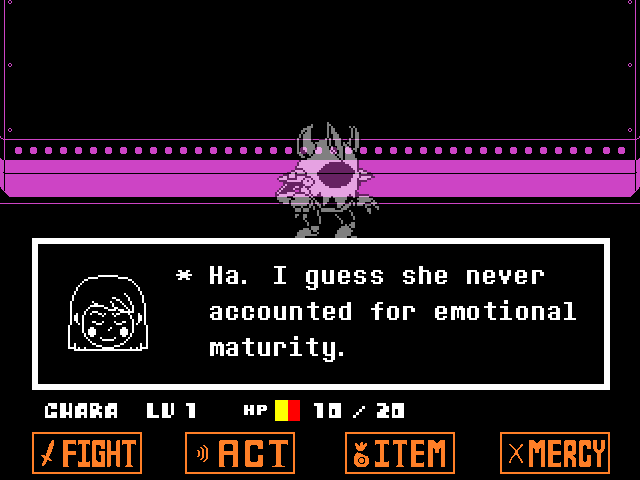 * Ha. I guess she never
accounted for emotional
maturity.
CHARA LV 1 HP 10 / 20
FIGHT ACT ITEM MERCY